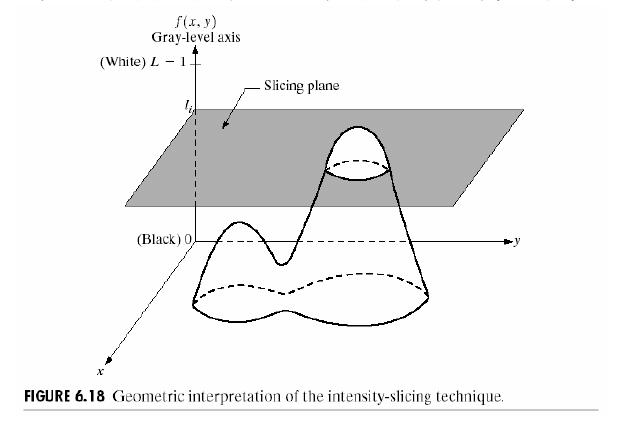 f(x, y)
Gray-level axis
(White) L − 1
Slicing plane
lᵢ
(Black) 0
y
x
FIGURE 6.18 Geometric interpretation of the intensity-slicing technique.